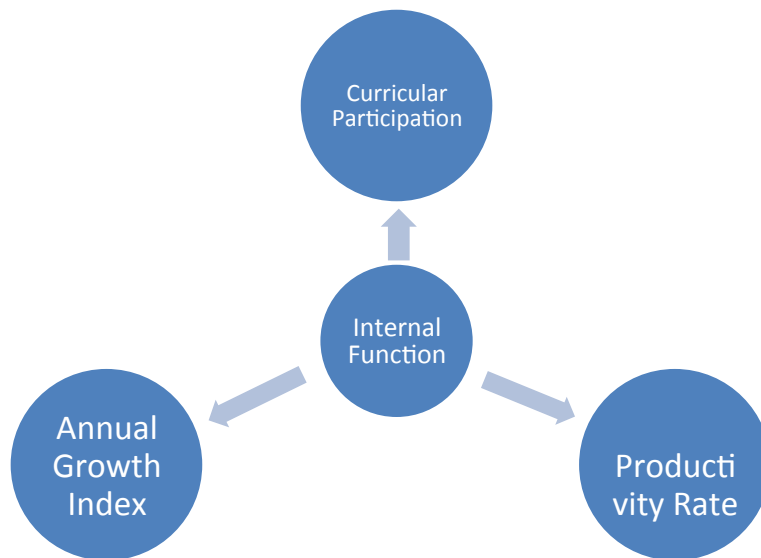 Curricular
Participation
Internal
Function
Annual
Growth
Index
Producti
vity Rate